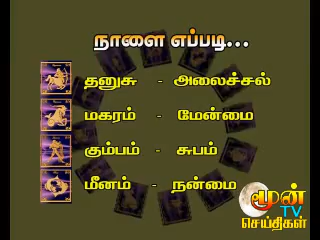 நாளை எப்படி...
தனுசு - அலைச்சல்
மகரம் - மேன்மை
கும்பம் - சுபம்
மீனம் - நன்மை
மூன்
TV
செய்திகள்